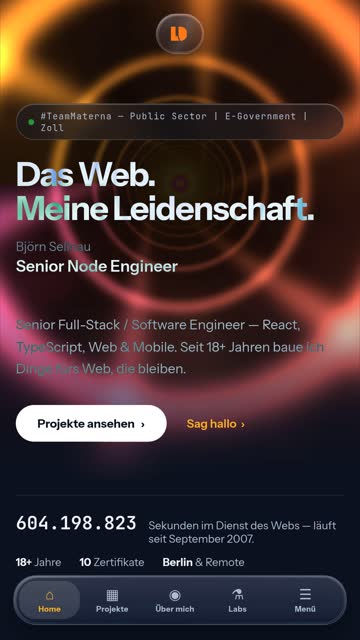 #TeamMaterna — Public Sector | E-Government |
Zoll
Das Web.
Meine Leidenschaft.
Björn
Senior Node Engineer
Senior Full-Stack / Software Engineer — React,
TypeScript, Web & Mobile. Seit 18+ Jahren baue ich
Dinge fürs Web, die bleiben.
Projekte ansehen ›
Sag hallo ›
604.198.823
Sekunden im Dienst des Webs — läuft
seit September 2007.
18+ Jahre 10 Zertifikate Berlin & Remote
Home Projekte Über mich Labs Menü